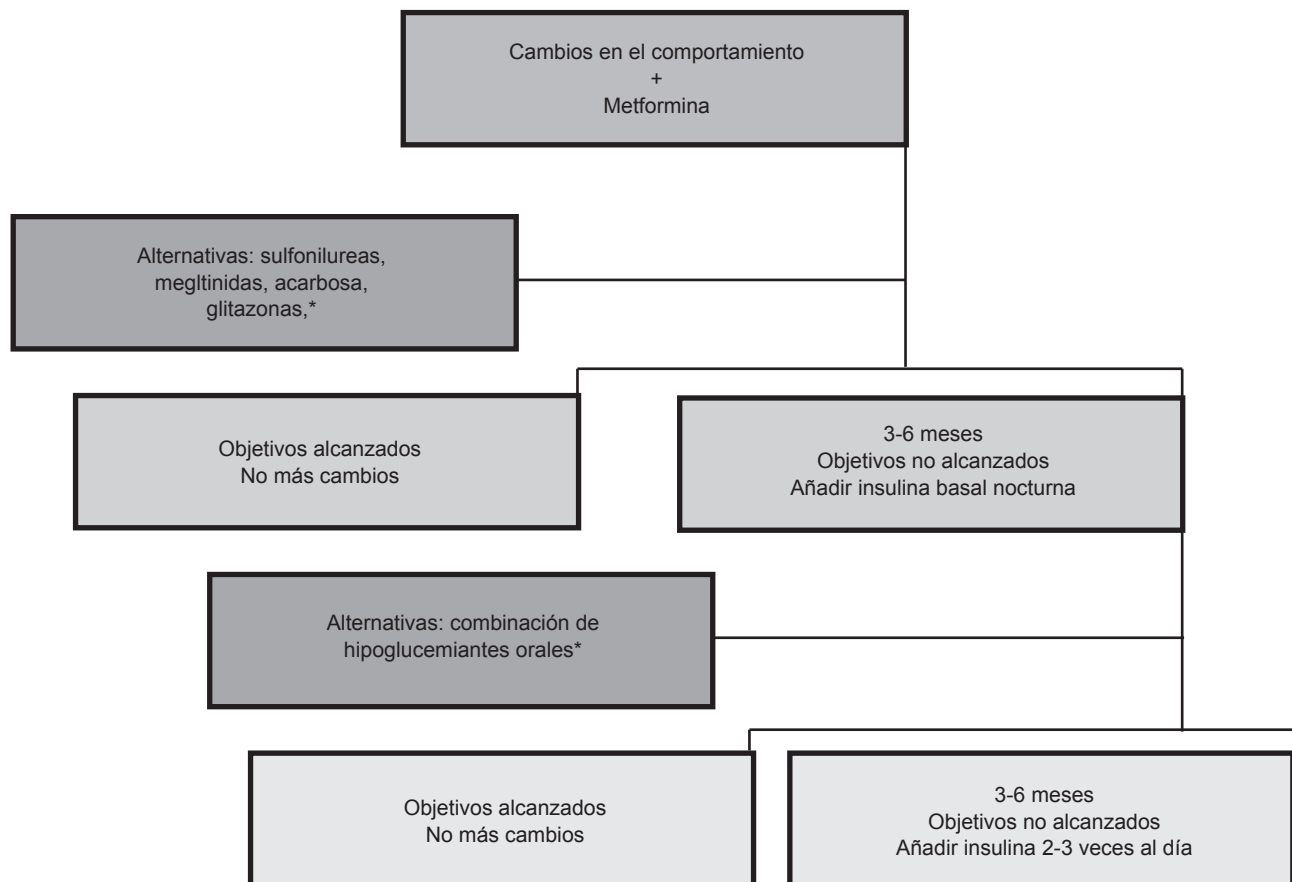 Cambios en el comportamiento
+
Metformina
Alternativas: sulfonilureas,
megltinidas, acarbosa,
glitazonas,*
Objetivos alcanzados
No más cambios
3-6 meses
Objetivos no alcanzados
Añadir insulina basal nocturna
Alternativas: combinación de
hipoglucemiantes orales*
Objetivos alcanzados
No más cambios
3-6 meses
Objetivos no alcanzados
Añadir insulina 2-3 veces al día